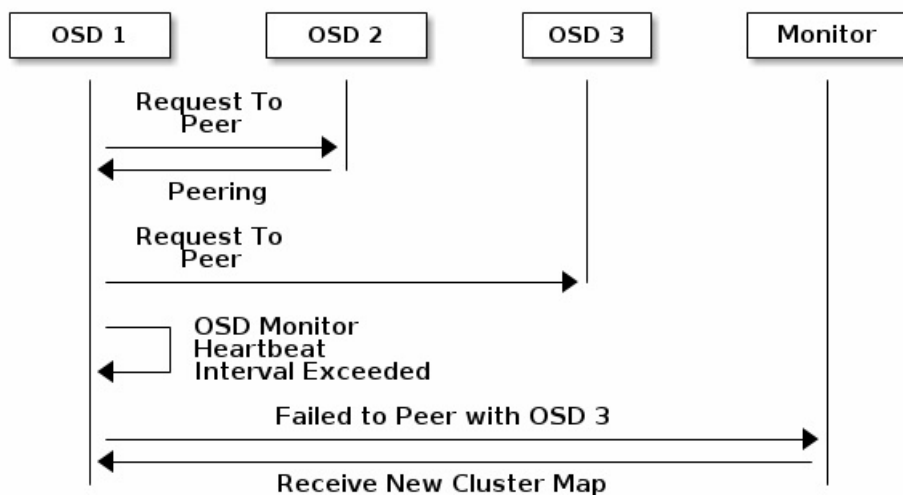 OSD 1
OSD 2
OSD 3
Monitor
Request To
Peer
Peering
Request To
Peer
OSD Monitor
Heartbeat
Interval Exceeded
Failed to Peer with OSD 3
Receive New Cluster Map